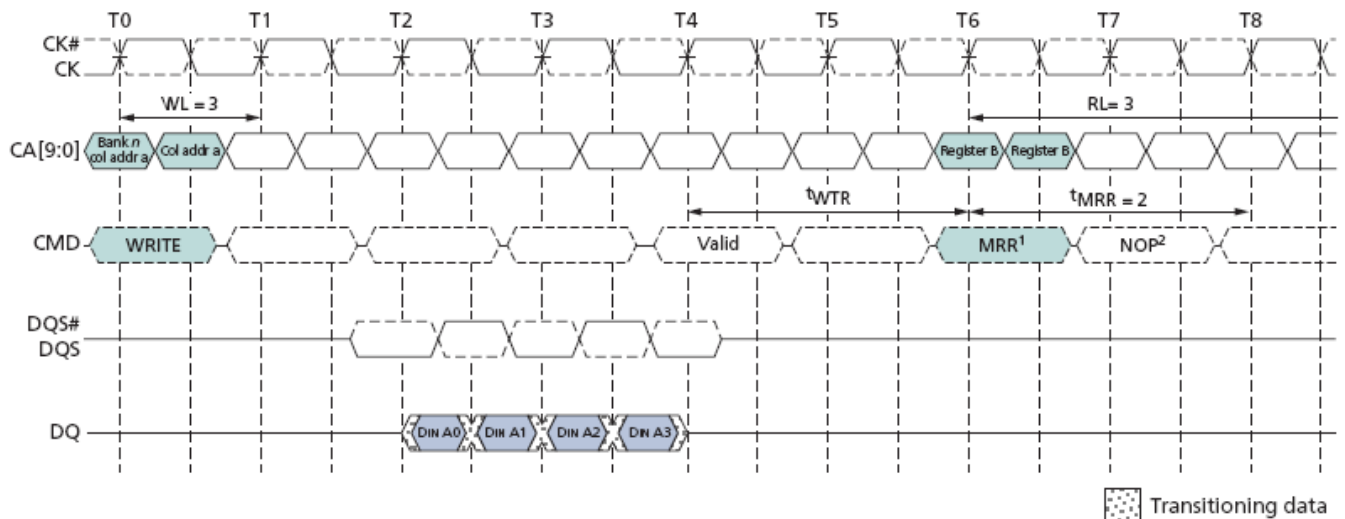 T0 T1 T2 T3 T4 T5 T6 T7 T8
CK#
CK
WL = 3 RL= 3
CA[9:0] Bank n col addr a Col addr a Register B Register B
tWTR tMRR = 2
CMD WRITE Valid MRR1 NOP2
DQS#
DQS
DQ DIN A0 DIN A1 DIN A2 DIN A3
Transitioning data